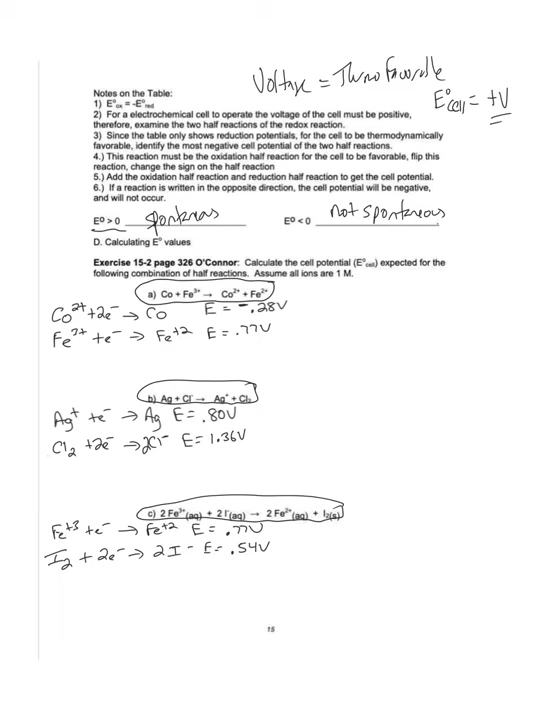 Voltage = Thermo Favorable
E°cell = +V
Notes on the Table:
1) E°ox = -E°red
2) For a electrochemical cell to operate the voltage of the cell must be positive,
therefore, examine the two half reactions of the redox reaction.
3) Since the table only shows reduction potentials, for the cell to be thermodynamically
favorable, identify the most negative cell potential of the two half reactions.
4.) This reaction must be the oxidation half reaction for the cell to be favorable, flip this
reaction, change the sign on the half reaction
5.) Add the oxidation half reaction and reduction half reaction to get the cell potential.
6.) If a reaction is written in the opposite direction, the cell potential will be negative,
and will not occur.
E° > 0 E° < 0 not spontneous
D. Calculating E° values
Exercise 15-2 page 326 O'Connor: Calculate the cell potential (E°cell) expected for the
following combination of half reactions. Assume all ions are 1 M.
a) Co + Fe³⁺ → Co²⁺ + Fe²⁺
Co²⁺ + 2e⁻ → Co E = -.28V
e⁻ → Fe⁺² E = .77V
b) Ag + Cl⁻ → Ag⁺ + Cl₂
Ag⁺ + e⁻ → Ag E = .80V
Cl₂ + 2e⁻ → 2Cl⁻ E = 1.36V
c) 2 Fe³⁺(aq) + 2 I⁻(aq) → 2 Fe²⁺(aq) + I₂(s)
Fe⁺³ + e⁻ → Fe⁺² E = .77V
I₂ + 2e⁻ → 2I⁻ E = .54V
15